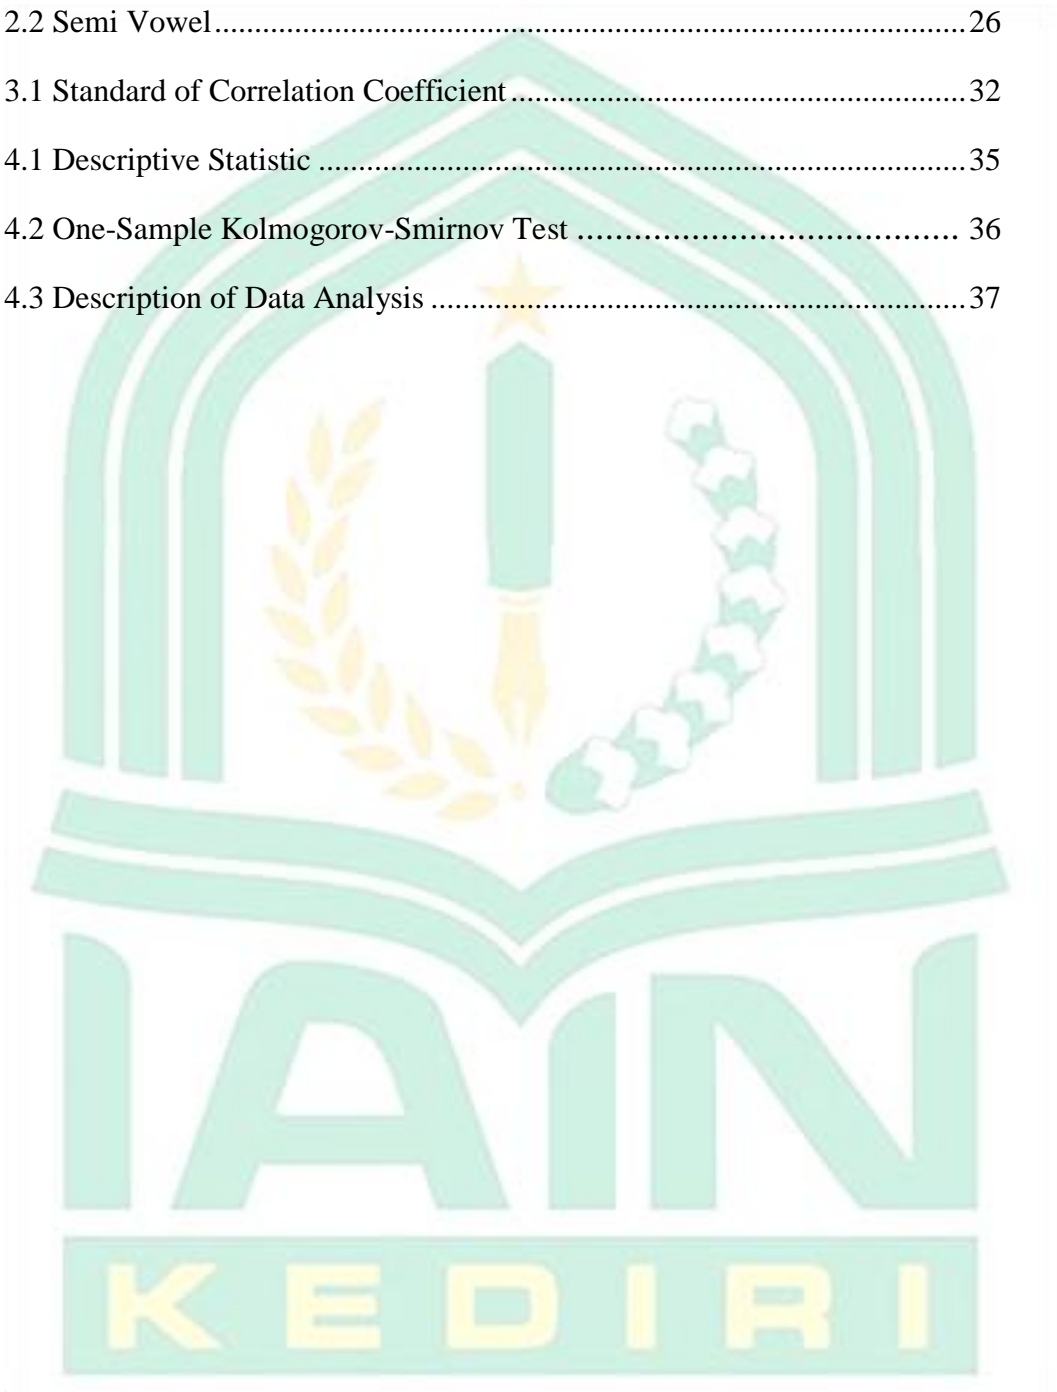 2.2 Semi Vowel....................................................................................................26
3.1 Standard of Correlation Coefficient............................................................32
4.1 Descriptive Statistic ......................................................................................35
4.2 One-Sample Kolmogorov-Smirnov Test ...................................... 36
4.3 Description of Data Analysis .......................................................................37
IAIN
KEDIRI